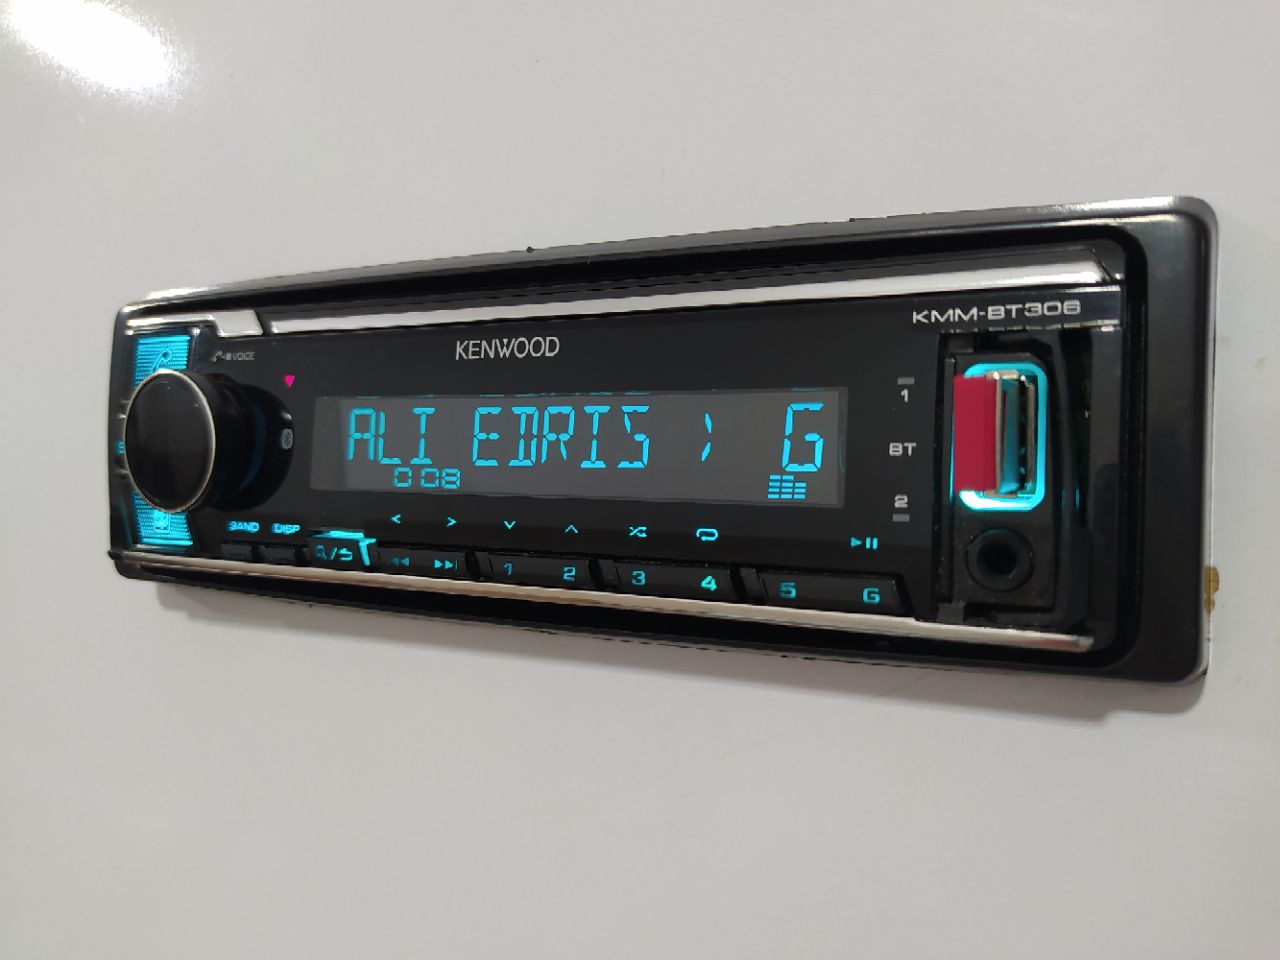 KMM-BT306
VOICE
KENWOOD
1
ALI EDRIS ; G
BT
008
2
BAND DISP
Q/
1 2 3 4 5 6